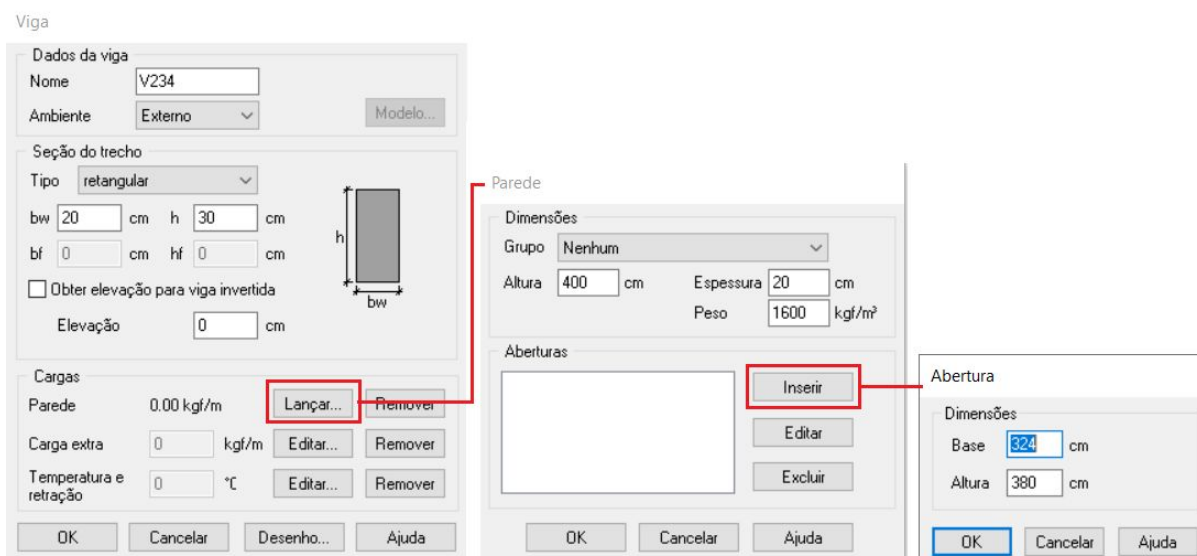 Viga
Dados da viga
Nome V234
Ambiente Externo Modelo...
Seção do trecho
Tipo retangular
bw 20 cm h 30 cm
bf 0 cm hf 0 cm
Obter elevação para viga invertida
Elevação 0 cm
h
bw
Cargas
Parede 0.00 kgf/m Lançar... Remover
Carga extra 0 kgf/m Editar... Remover
Temperatura e
retração 0 °C Editar... Remover
OK Cancelar Desenho... Ajuda
Parede
Dimensões
Grupo Nenhum
Altura 400 cm Espessura 20 cm
Peso 1600 kgf/m³
Aberturas
Inserir
Editar
Excluir
OK Cancelar Ajuda
Abertura
Dimensões
Base 324 cm
Altura 380 cm
OK Cancelar Ajuda